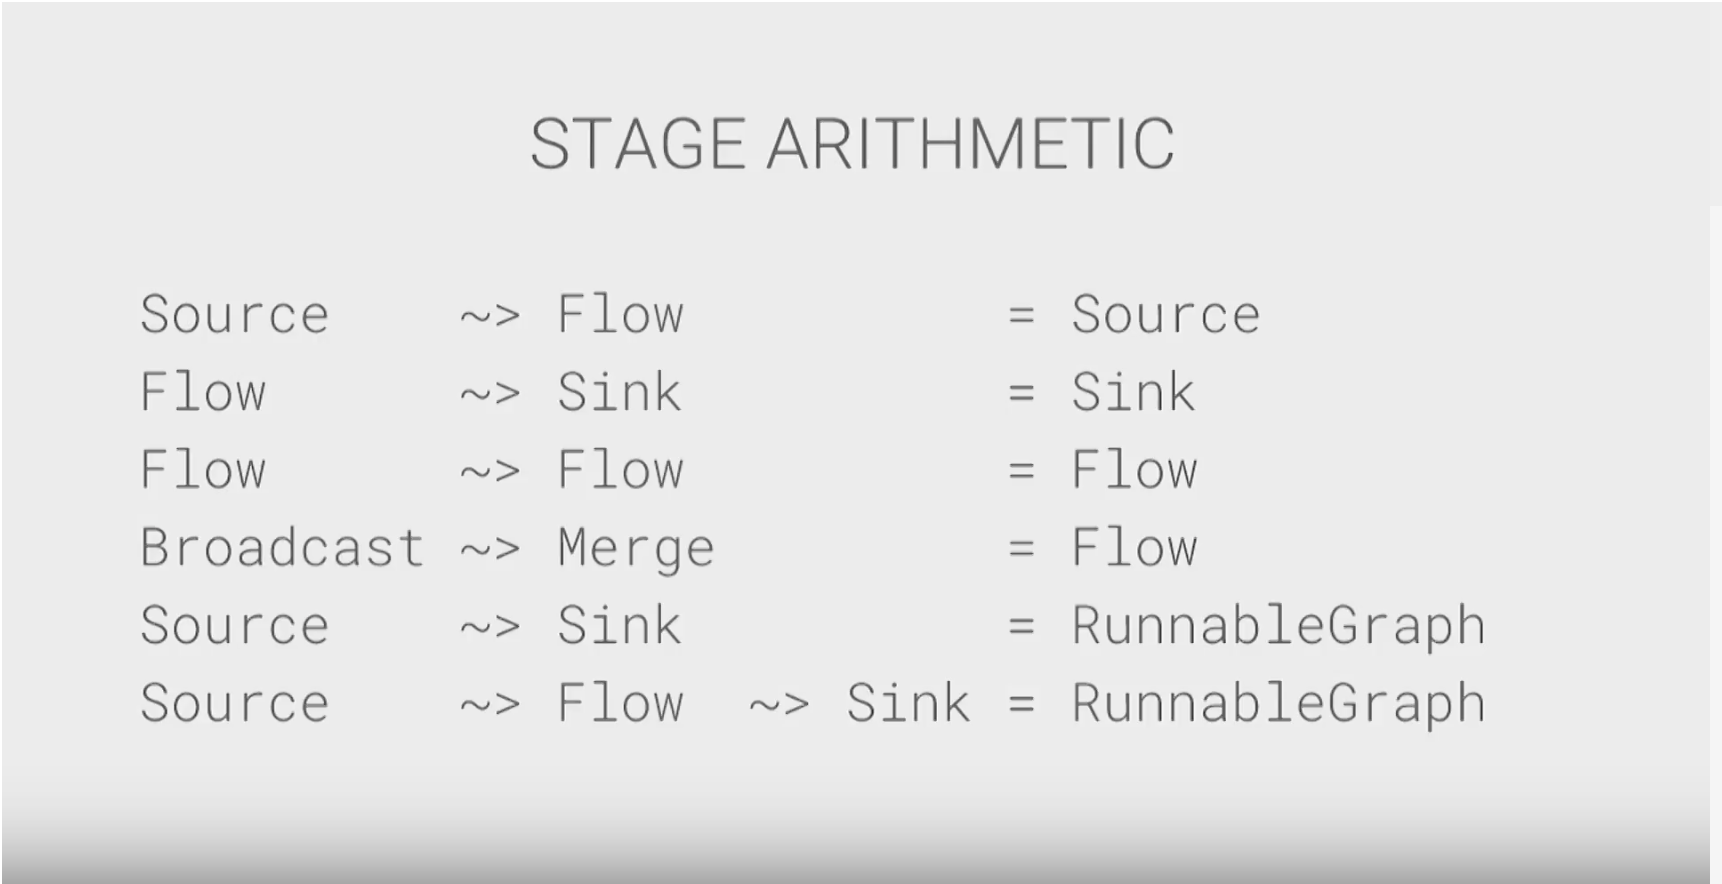 STAGE ARITHMETIC
Source ~> Flow = Source
Flow ~> Sink = Sink
Flow ~> Flow = Flow
Broadcast ~> Merge = Flow
Source ~> Sink = RunnableGraph
Source ~> Flow ~> Sink = RunnableGraph